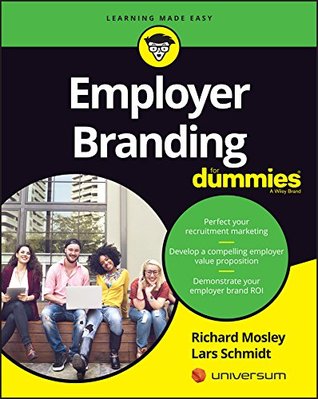 LEARNING MADE EASY
Employer
Branding
for
dummies
A Wiley Brand
Perfect your
recruitment marketing
Develop a compelling employer
value proposition
Demonstrate your
employer brand ROI
Richard Mosley
Lars Schmidt
universum